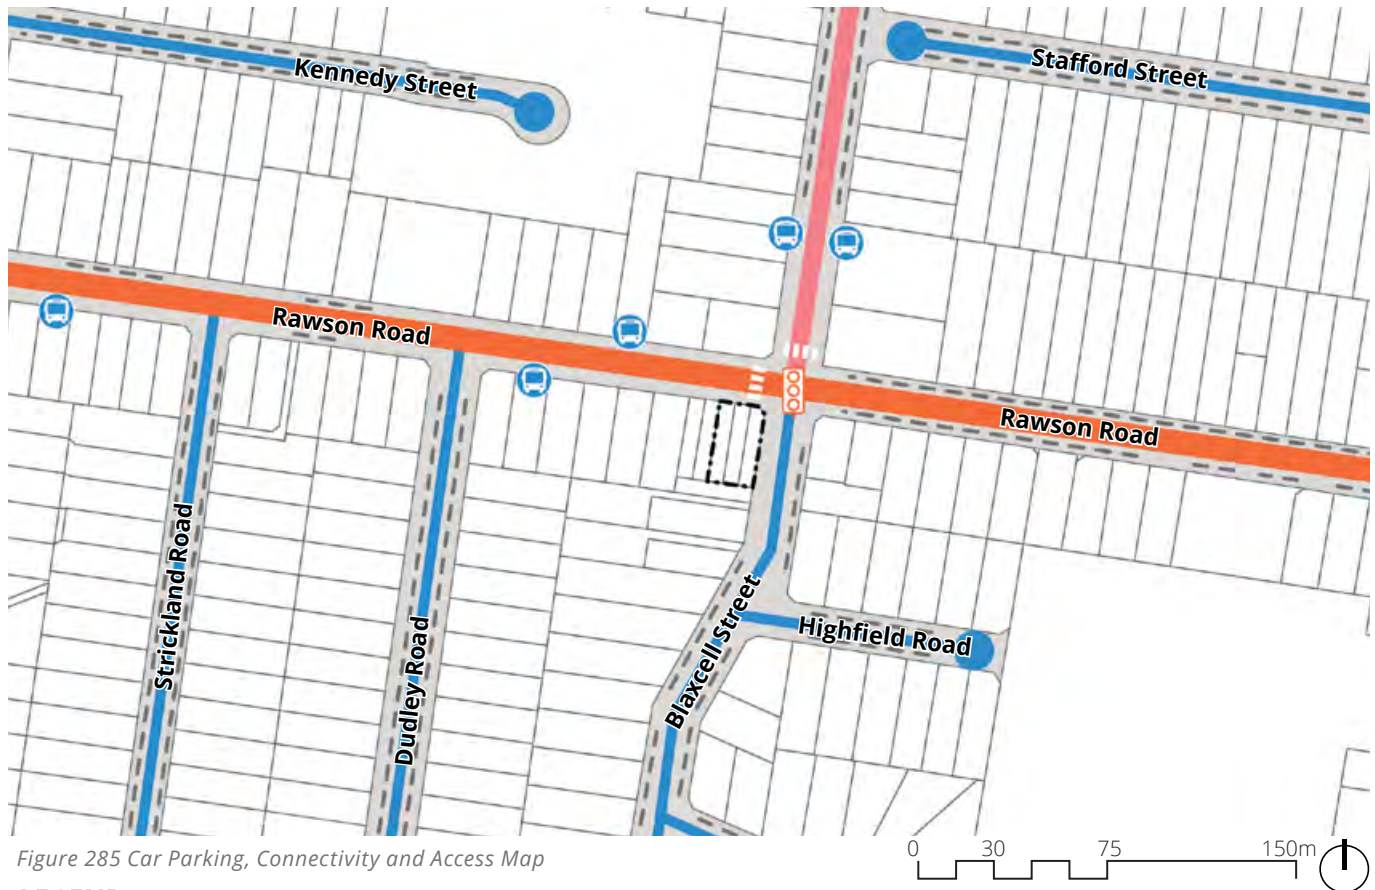 Kennedy Street
Stafford Street
Rawson Road
Rawson Road
Strickland Road
Dudley Road
Blaxcell Street
Highfield Road
Figure 285 Car Parking, Connectivity and Access Map
0 30 75 150m